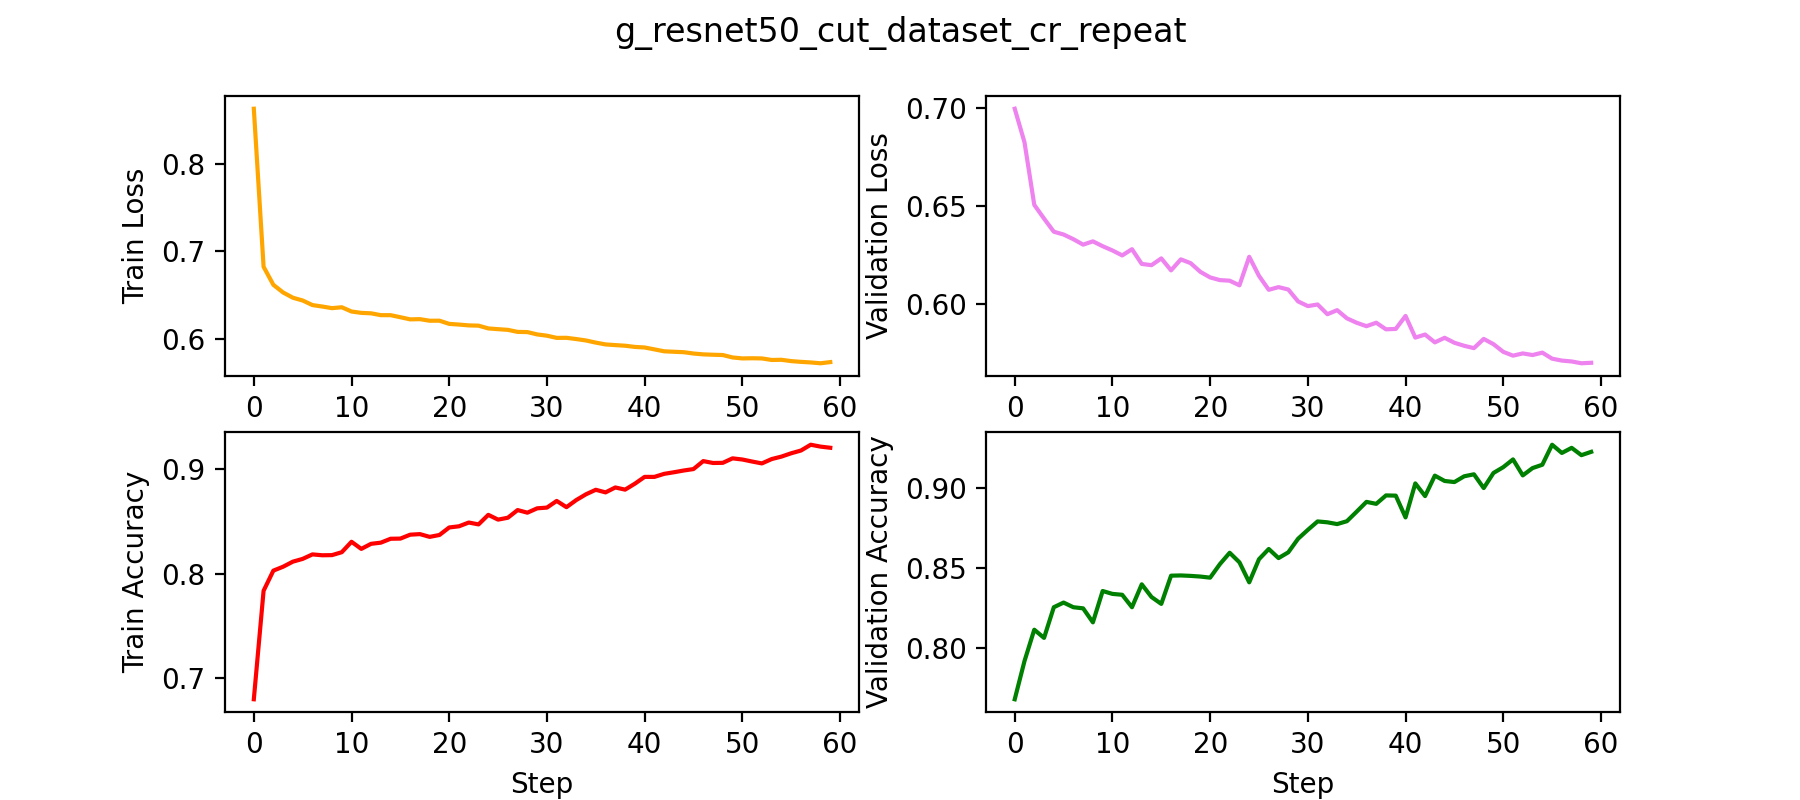 g_resnet50_cut_dataset_cr_repeat
Train Loss
0.8
0.7
0.6
0 10 20 30 40 50 60
Validation Loss
0.70
0.65
0.60
0 10 20 30 40 50 60
Train Accuracy
0.9
0.8
0.7
0 10 20 30 40 50 60
Step
Validation Accuracy
0.90
0.85
0.80
0 10 20 30 40 50 60
Step